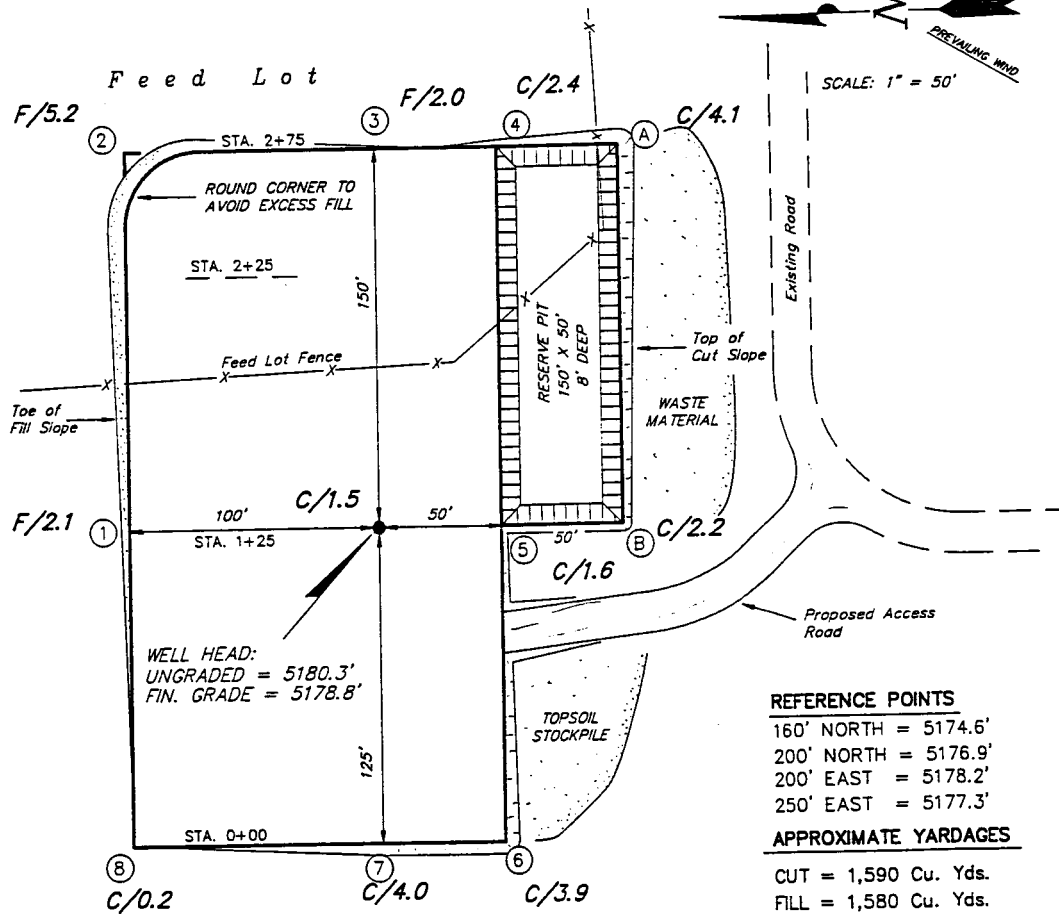 N
PREVAILING WIND
SCALE: 1" = 50'
Feed Lot
F/5.2
F/2.0
C/2.4
C/4.1
2
STA. 2+75
3
4
A
ROUND CORNER TO
AVOID EXCESS FILL
STA. 2+25
150'
RESERVE PIT
150' X 50'
8' DEEP
Existing Road
Feed Lot Fence
Top of
Cut Slope
WASTE
MATERIAL
Toe of
Fill Slope
F/2.1
C/1.5
1
100'
50'
STA. 1+25
5
50'
B
C/2.2
C/1.6
Proposed Access
Road
WELL HEAD:
UNGRADED = 5180.3'
FIN. GRADE = 5178.8'
TOPSOIL
STOCKPILE
125'
STA. 0+00
8
7
6
C/0.2
C/4.0
C/3.9
REFERENCE POINTS
160' NORTH = 5174.6'
200' NORTH = 5176.9'
200' EAST = 5178.2'
250' EAST = 5177.3'
APPROXIMATE YARDAGES
CUT = 1,590 Cu. Yds.
FILL = 1,580 Cu. Yds.